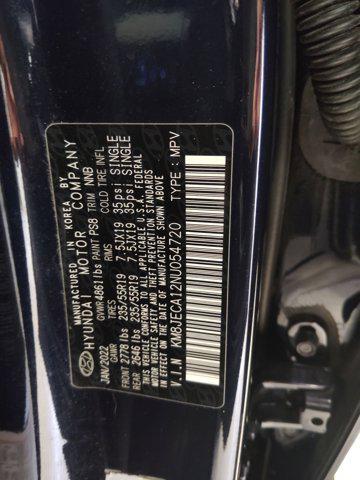 MANUFACTURED IN KOREA BY
HYUNDAI MOTOR COMPANY
JAN/2022 GVWR 4861 lbs PAINT PS8 TRIM NNB
GAWR TIRES RIMS COLD TIRE INFL
FRONT 2778 lbs 235/55R19 7.5JX19 35psi SINGLE
REAR 2646 lbs 235/55R19 7.5JX19 35psi SINGLE
THIS VEHICLE CONFORMS TO ALL APPLICABLE U.S.A. FEDERAL
MOTOR VEHICLE SAFETY AND THEFT PREVENTION STANDARDS
IN EFFECT ON THE DATE OF MANUFACTURE SHOWN ABOVE.
V.I.N KM8JECA12NU054720 TYPE: MPV